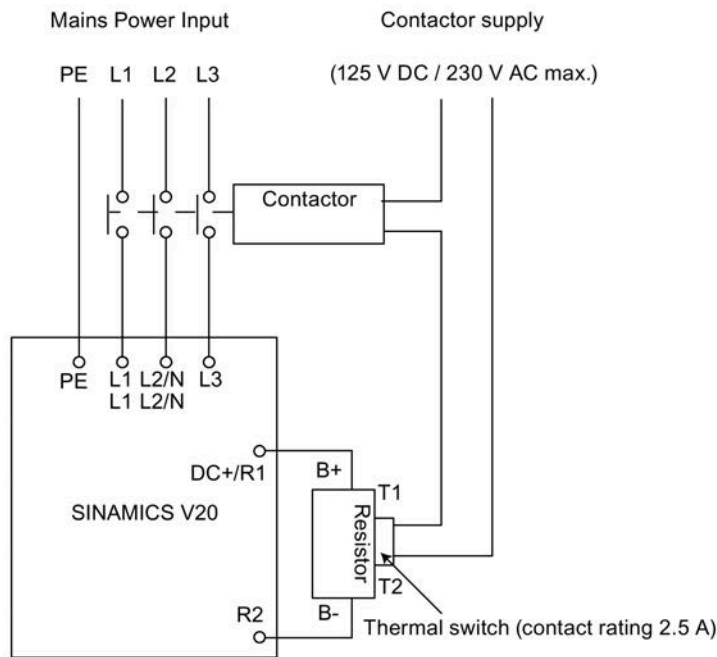 Mains Power Input
Contactor supply
PE L1 L2 L3
(125 V DC / 230 V AC max.)
Contactor
PE L1 L2/N L3
L1 L2/N
DC+/R1
B+
T1
SINAMICS V20
Resistor
T2
R2
B-
Thermal switch (contact rating 2.5 A)